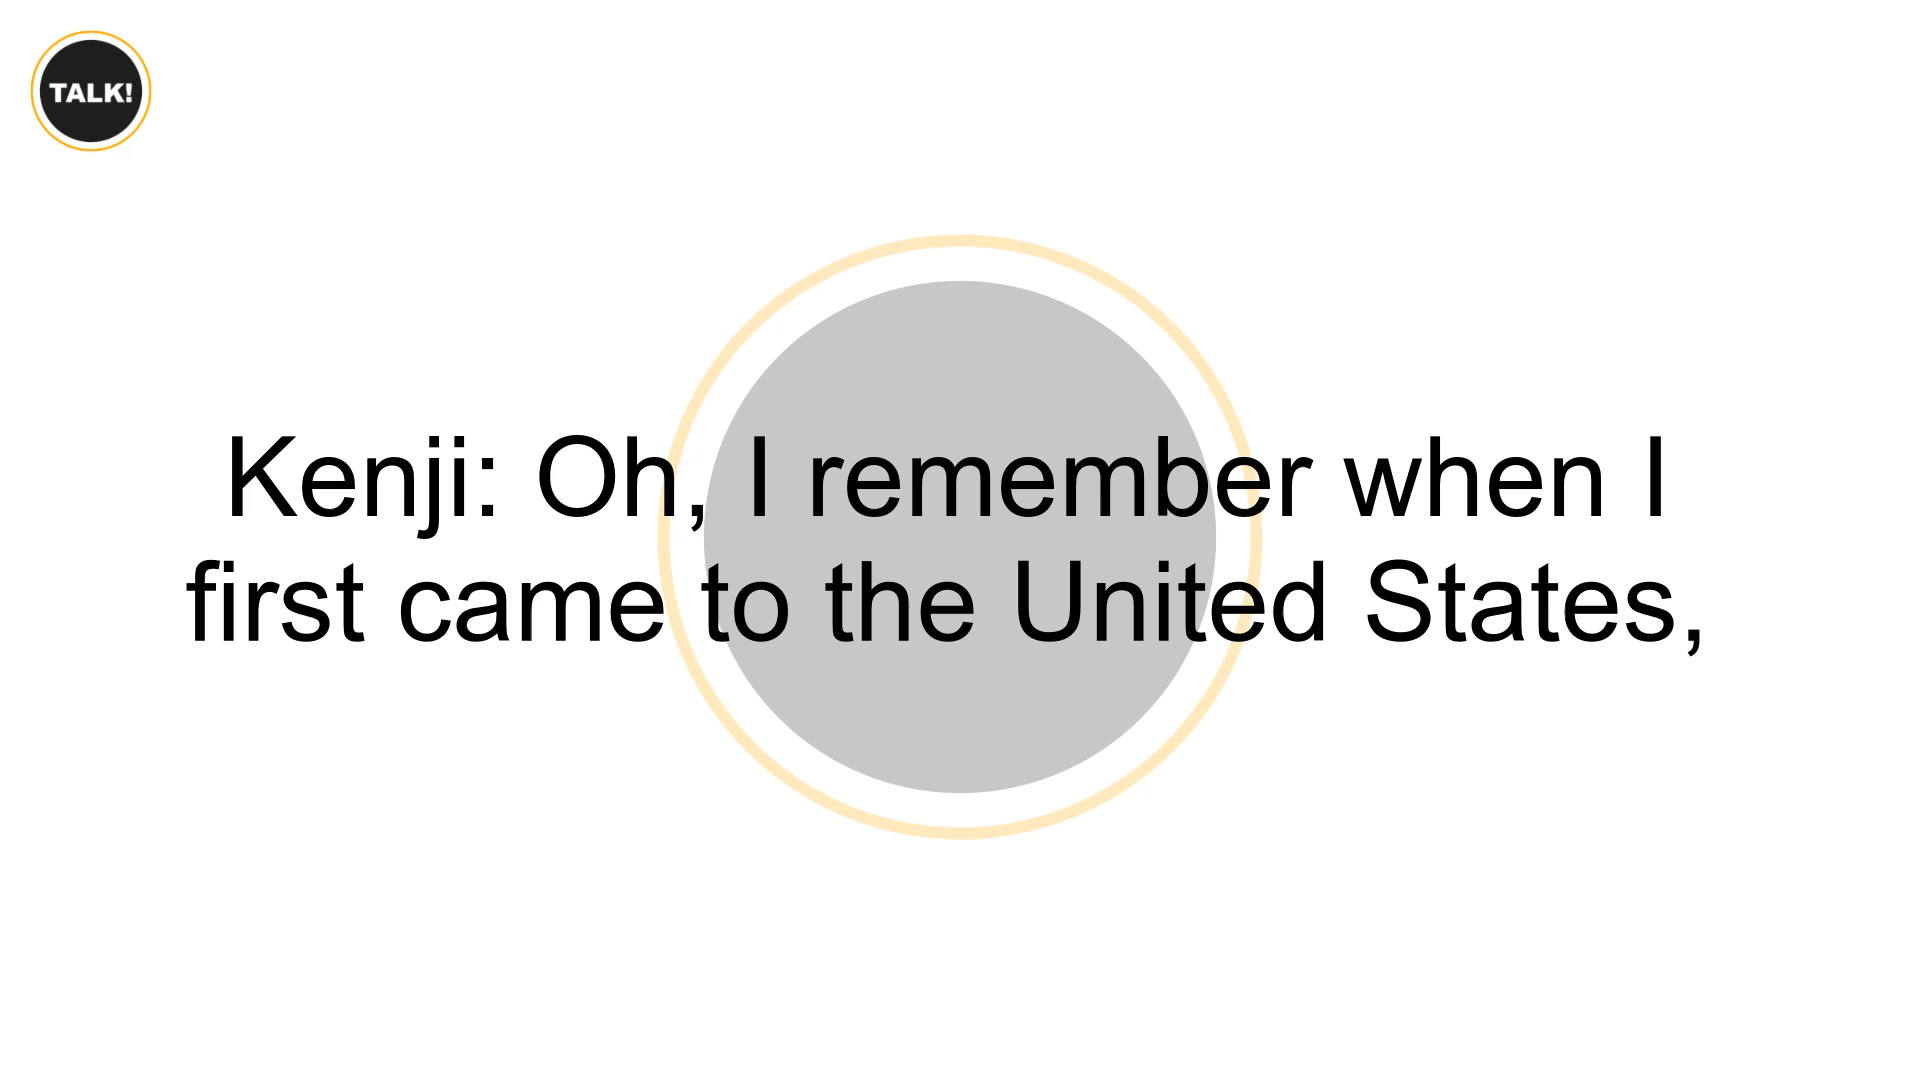 TALK!
Kenji: Oh, I remember when I
first came to the United States,